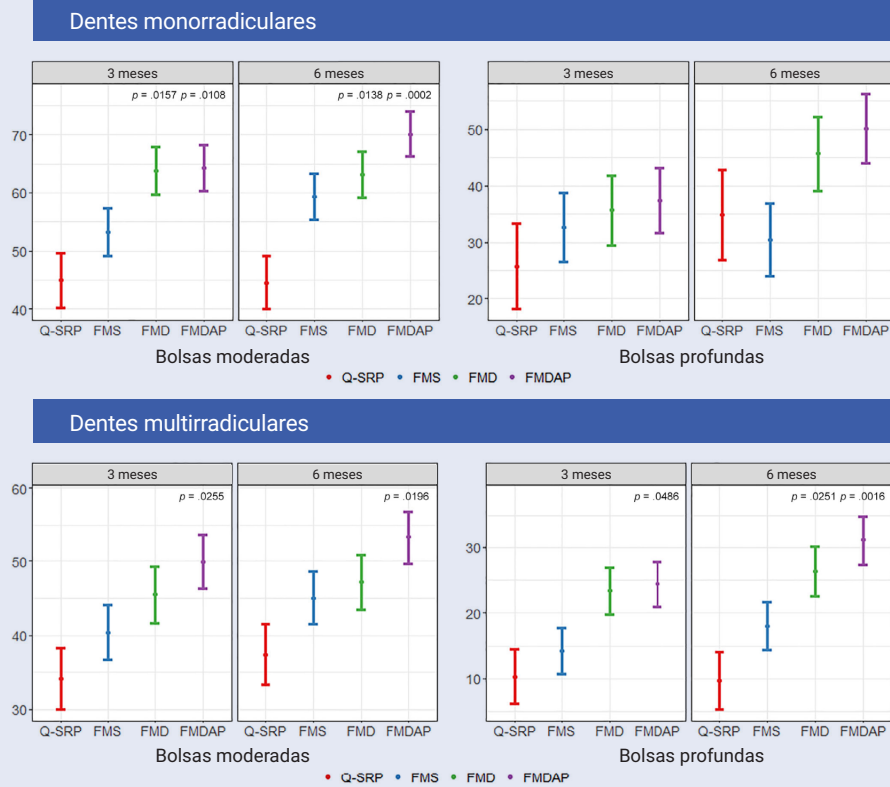 Dentes monorradiculares
3 meses
6 meses
p = .0157 p = .0108
p = .0138 p = .0002
70
60
50
40
Q-SRP FMS FMD FMDAP
Q-SRP FMS FMD FMDAP
Bolsas moderadas
3 meses
6 meses
50
40
30
20
Q-SRP FMS FMD FMDAP
Q-SRP FMS FMD FMDAP
Bolsas profundas
Q-SRP FMS FMD FMDAP
Dentes multirradiculares
3 meses
6 meses
p = .0255
p = .0196
60
50
40
30
Q-SRP FMS FMD FMDAP
Q-SRP FMS FMD FMDAP
Bolsas moderadas
3 meses
6 meses
p = .0486
p = .0251 p = .0016
30
20
10
Q-SRP FMS FMD FMDAP
Q-SRP FMS FMD FMDAP
Bolsas profundas
Q-SRP FMS FMD FMDAP